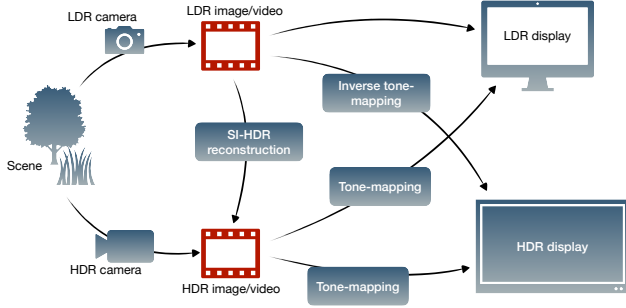 LDR camera
LDR image/video
LDR display
Inverse tone-
mapping
SI-HDR
reconstruction
Scene
Tone-mapping
HDR display
HDR camera
HDR image/video
Tone-mapping